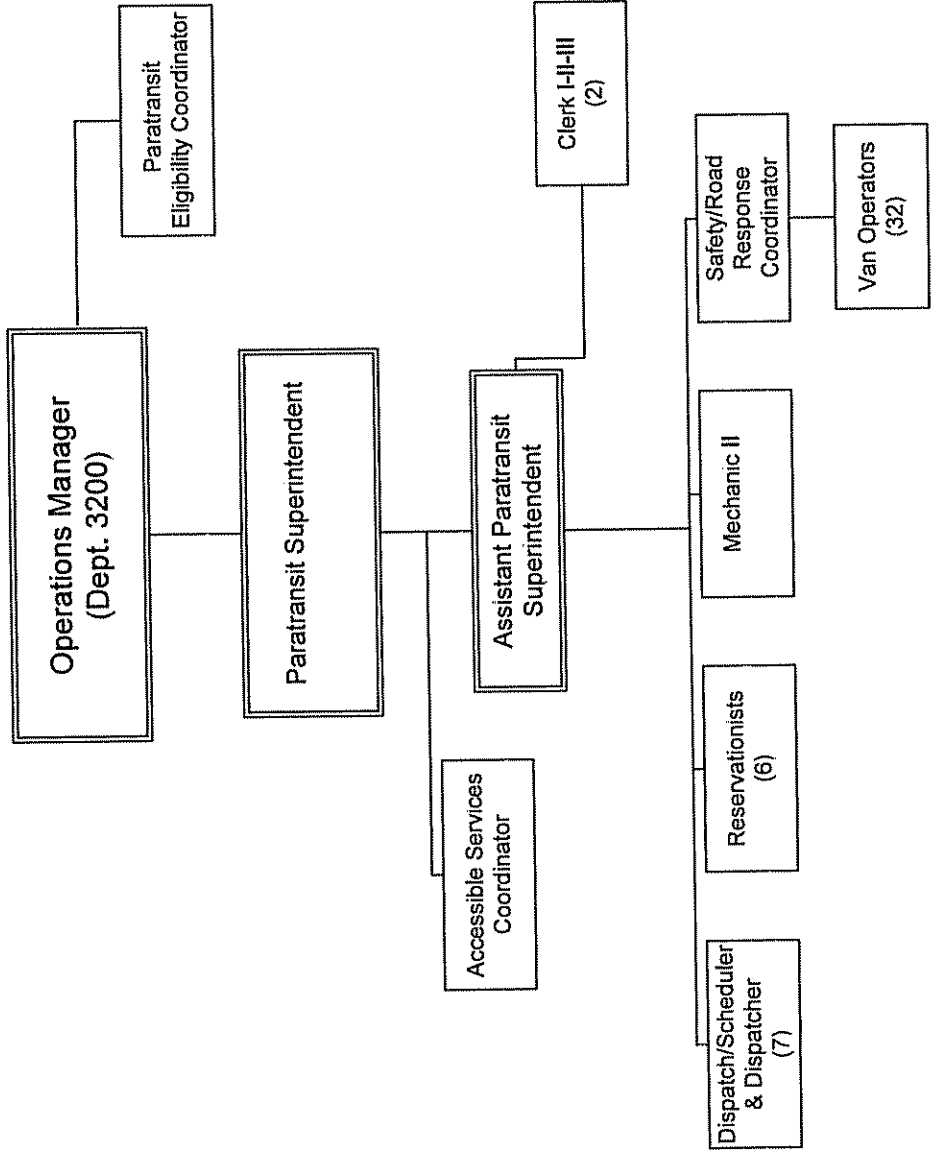 Operations Manager
(Dept. 3200)
Paratransit
Eligibility Coordinator
Paratransit Superintendent
Accessible Services
Coordinator
Assistant Paratransit
Superintendent
Clerk I-II-III
(2)
Dispatch/Scheduler
& Dispatcher
(7)
Reservationists
(6)
Mechanic II
Safety/Road
Response
Coordinator
Van Operators
(32)